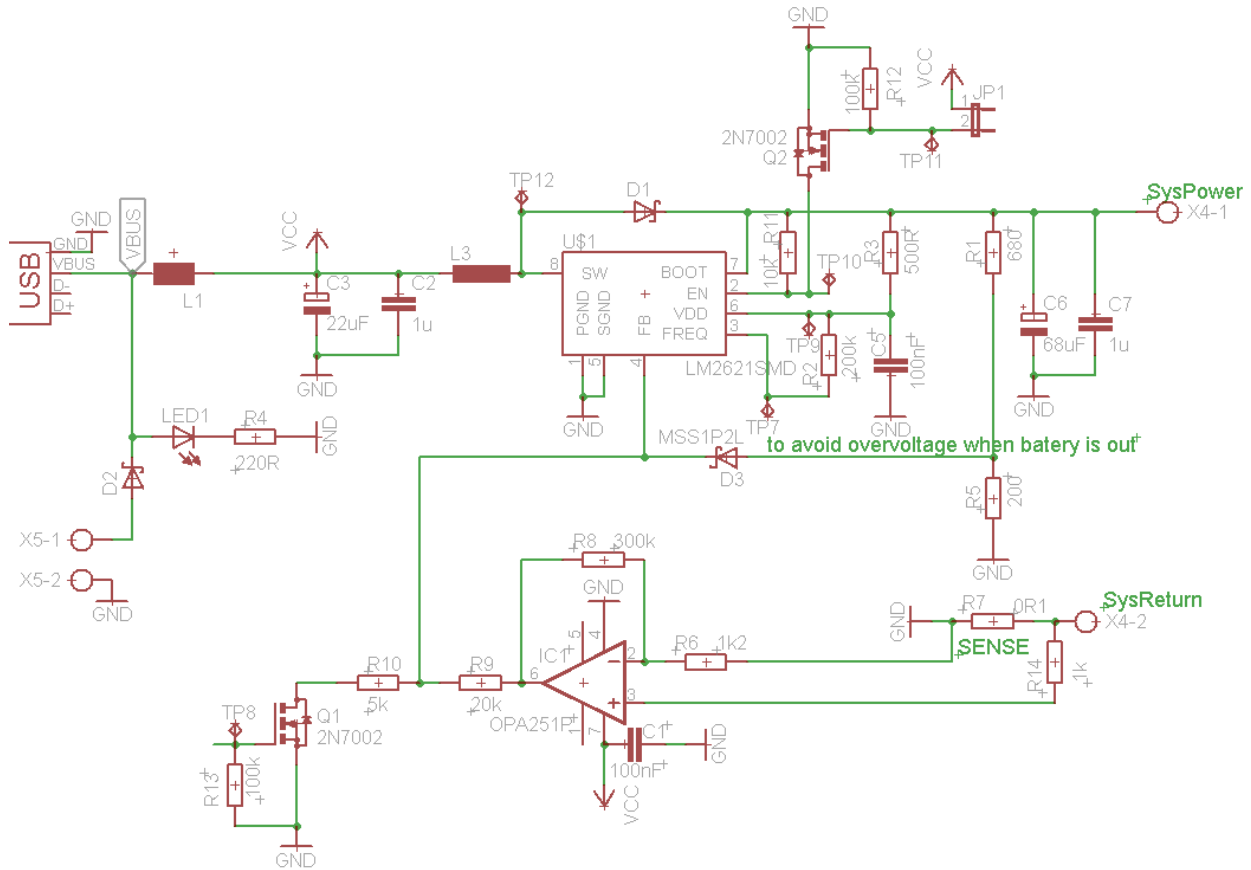 GND
R12
100k
VCC
JP1
1
2
2N7002
Q2
TP11
TP12
D1
SysPower
X4-1
GND
VBUS
USB
GND
VBUS
D-
D+
L1
VCC
C3
22uF
C2
1u
GND
L3
U$1
8
SW
BOOT
7
EN
2
VDD
6
FREQ
3
PGND
SGND
FB
1
5
4
LM2621SMD
GND
R11
10k
TP10
R3
500R
R1
680
TP9
R2
200k
C5
100nF
GND
TP7
C6
68uF
C7
1u
GND
LED1
R4
220R
GND
D2
X5-1
X5-2
GND
MSS1P2L
D3
to avoid overvoltage when batery is out
R5
200
GND
R8
300k
GND
IC1
5
4
6
2
3
1
7
OPA251P
R6
1k2
GND
R7
0R1
SENSE
SysReturn
X4-2
R14
1k
R10
5k
R9
20k
C1
100nF
GND
VCC
TP8
Q1
2N7002
R13
100k
GND